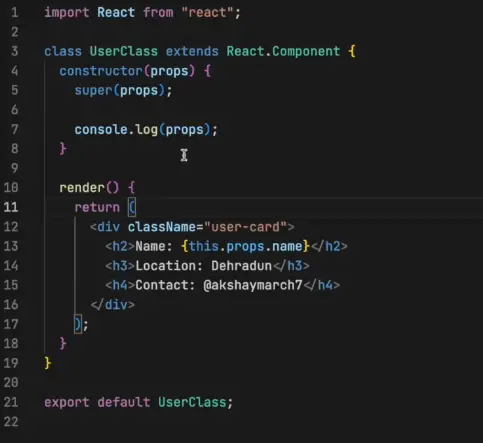 1 import React from "react";
2
3 class UserClass extends React.Component {
4   constructor(props) {
5     super(props);
6
7     console.log(props);
8   }
9
10   render() {
11     return (
12       <div className="user-card">
13         <h2>Name: {this.props.name}</h2>
14         <h3>Location: Dehradun</h3>
15         <h4>Contact: @akshaymarch7</h4>
16       </div>
17     );
18   }
19 }
20
21 export default UserClass;
22